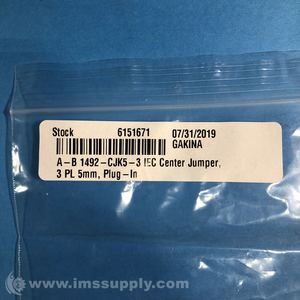 Stock 6151671 07/31/2019
GAKINA
A-B 1492-CJK5-3 IEC Center Jumper,
3 PL 5mm, Plug-In
www.imssupply.com